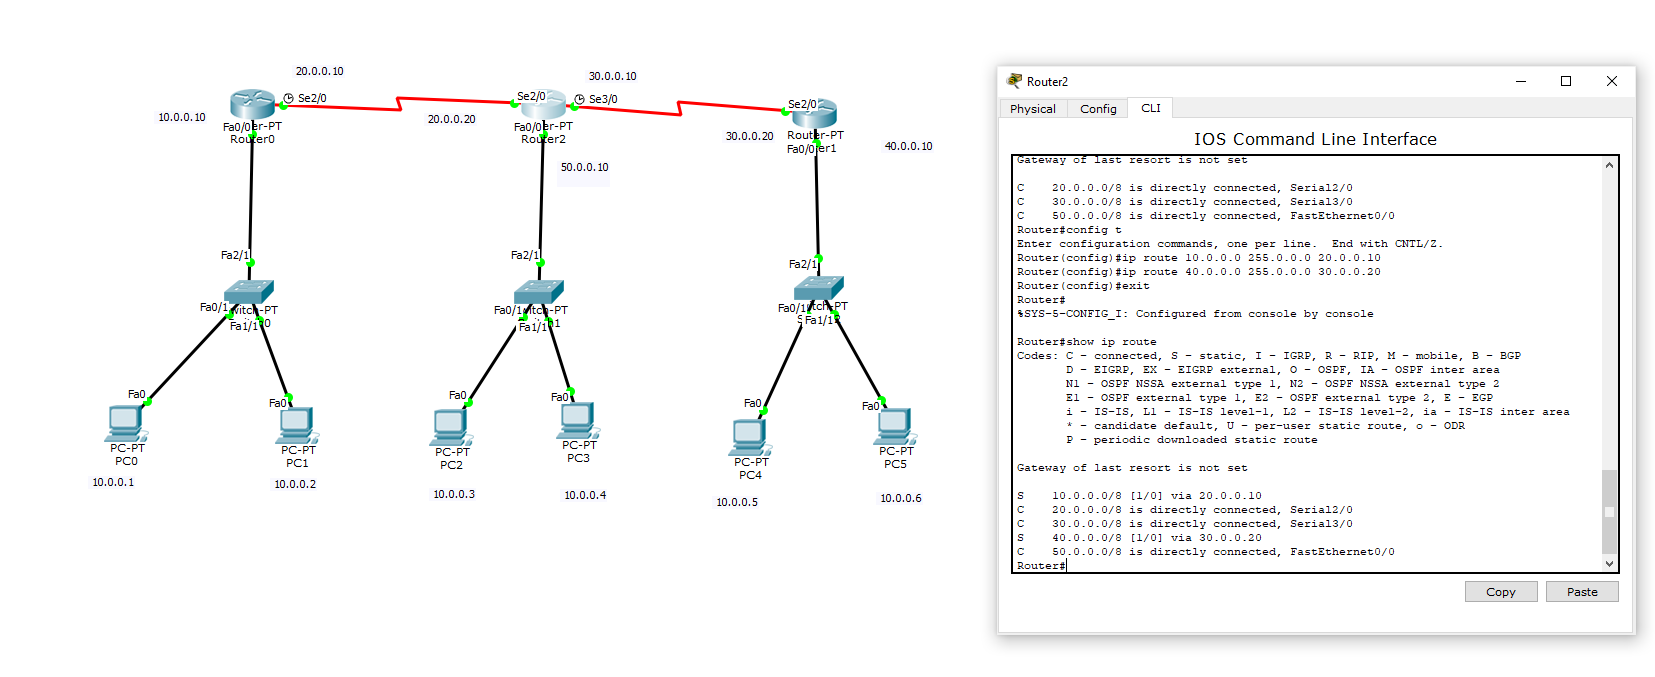 20.0.0.10
30.0.0.10
Se2/0
Se2/0
Se3/0
Se2/0
10.0.0.10
20.0.0.20
30.0.0.20
40.0.0.10
Fa0/0
er-PT
Router0
Fa0/0
er-PT
Router2
Router-PT
Fa0/0
er1
50.0.0.10
Fa2/1
Fa2/1
Fa2/1
Fa0/1
witch-PT
Fa1/1
0
Fa0/1
itch-PT
Fa1/1
h1
Fa0/1
tch-PT
S
Fa1/1
Fa0
Fa0
Fa0
Fa0
Fa0
Fa0
PC-PT
PC0
PC-PT
PC1
PC-PT
PC2
PC-PT
PC3
PC-PT
PC4
PC-PT
PC5
10.0.0.1
10.0.0.2
10.0.0.3
10.0.0.4
10.0.0.5
10.0.0.6
Router2
Physical Config CLI
IOS Command Line Interface
Gateway of last resort is not set
C 20.0.0.0/8 is directly connected, Serial2/0
C 30.0.0.0/8 is directly connected, Serial3/0
C 50.0.0.0/8 is directly connected, FastEthernet0/0
Router#config t
Enter configuration commands, one per line. End with CNTL/Z.
Router(config)#ip route 10.0.0.0 255.0.0.0 20.0.0.10
Router(config)#ip route 40.0.0.0 255.0.0.0 30.0.0.20
Router(config)#exit
Router#
%SYS-5-CONFIG_I: Configured from console by console
Router#show ip route
Codes: C - connected, S - static, I - IGRP, R - RIP, M - mobile, B - BGP
D - EIGRP, EX - EIGRP external, O - OSPF, IA - OSPF inter area
N1 - OSPF NSSA external type 1, N2 - OSPF NSSA external type 2
E1 - OSPF external type 1, E2 - OSPF external type 2, E - EGP
i - IS-IS, L1 - IS-IS level-1, L2 - IS-IS level-2, ia - IS-IS inter area
* - candidate default, U - per-user static route, o - ODR
P - periodic downloaded static route
Gateway of last resort is not set
S 10.0.0.0/8 [1/0] via 20.0.0.10
C 20.0.0.0/8 is directly connected, Serial2/0
C 30.0.0.0/8 is directly connected, Serial3/0
S 40.0.0.0/8 [1/0] via 30.0.0.20
C 50.0.0.0/8 is directly connected, FastEthernet0/0
Router#
Copy Paste